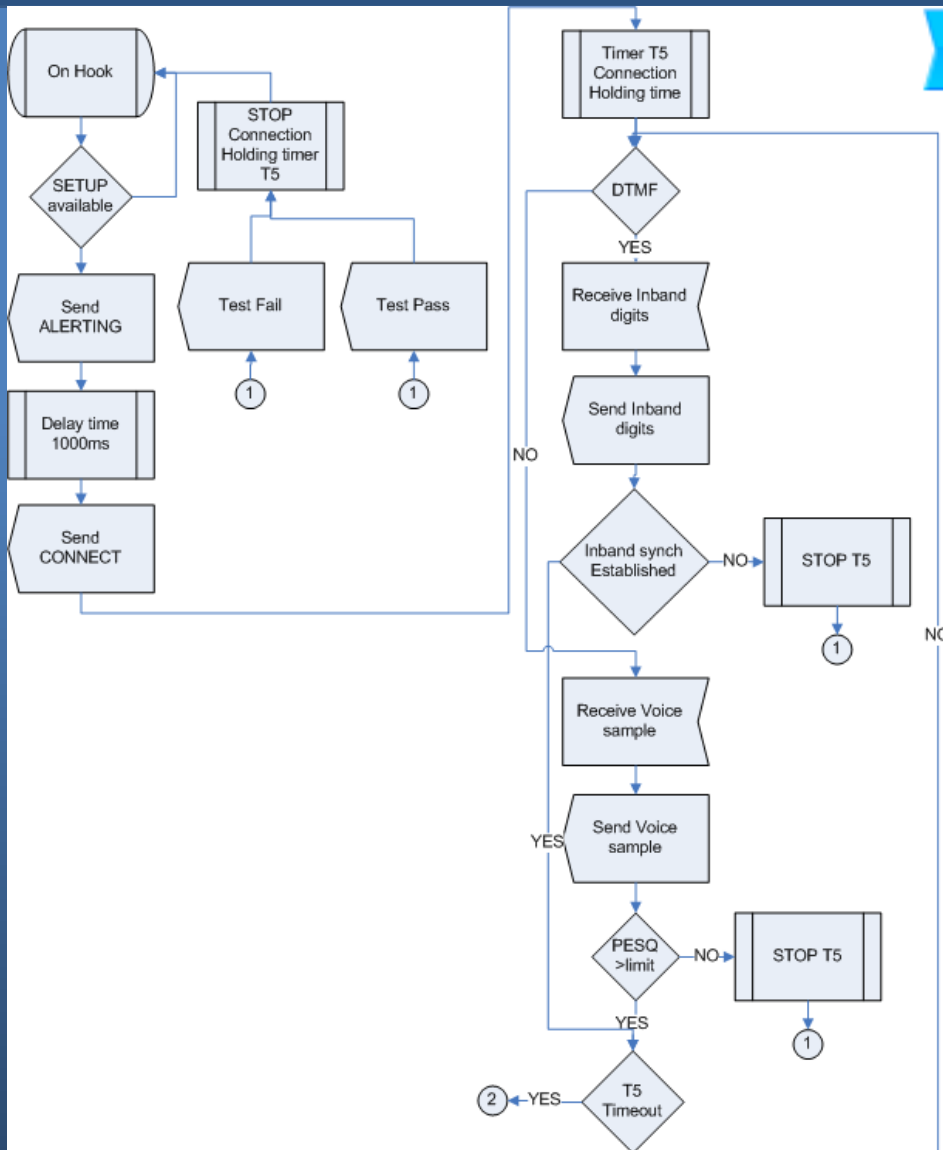 On Hook
SETUP
available
Send
ALERTING
Delay time
1000ms
Send
CONNECT
STOP
Connection
Holding timer
T5
Test Fail
1
Test Pass
1
Timer T5
Connection
Holding time
DTMF
YES
NO
Receive Inband
digits
Send Inband
digits
Inband synch
Established
NO
STOP T5
1
NO
Receive Voice
sample
Send Voice
sample
YES
PESQ
>limit
NO
STOP T5
1
YES
T5
Timeout
YES
2